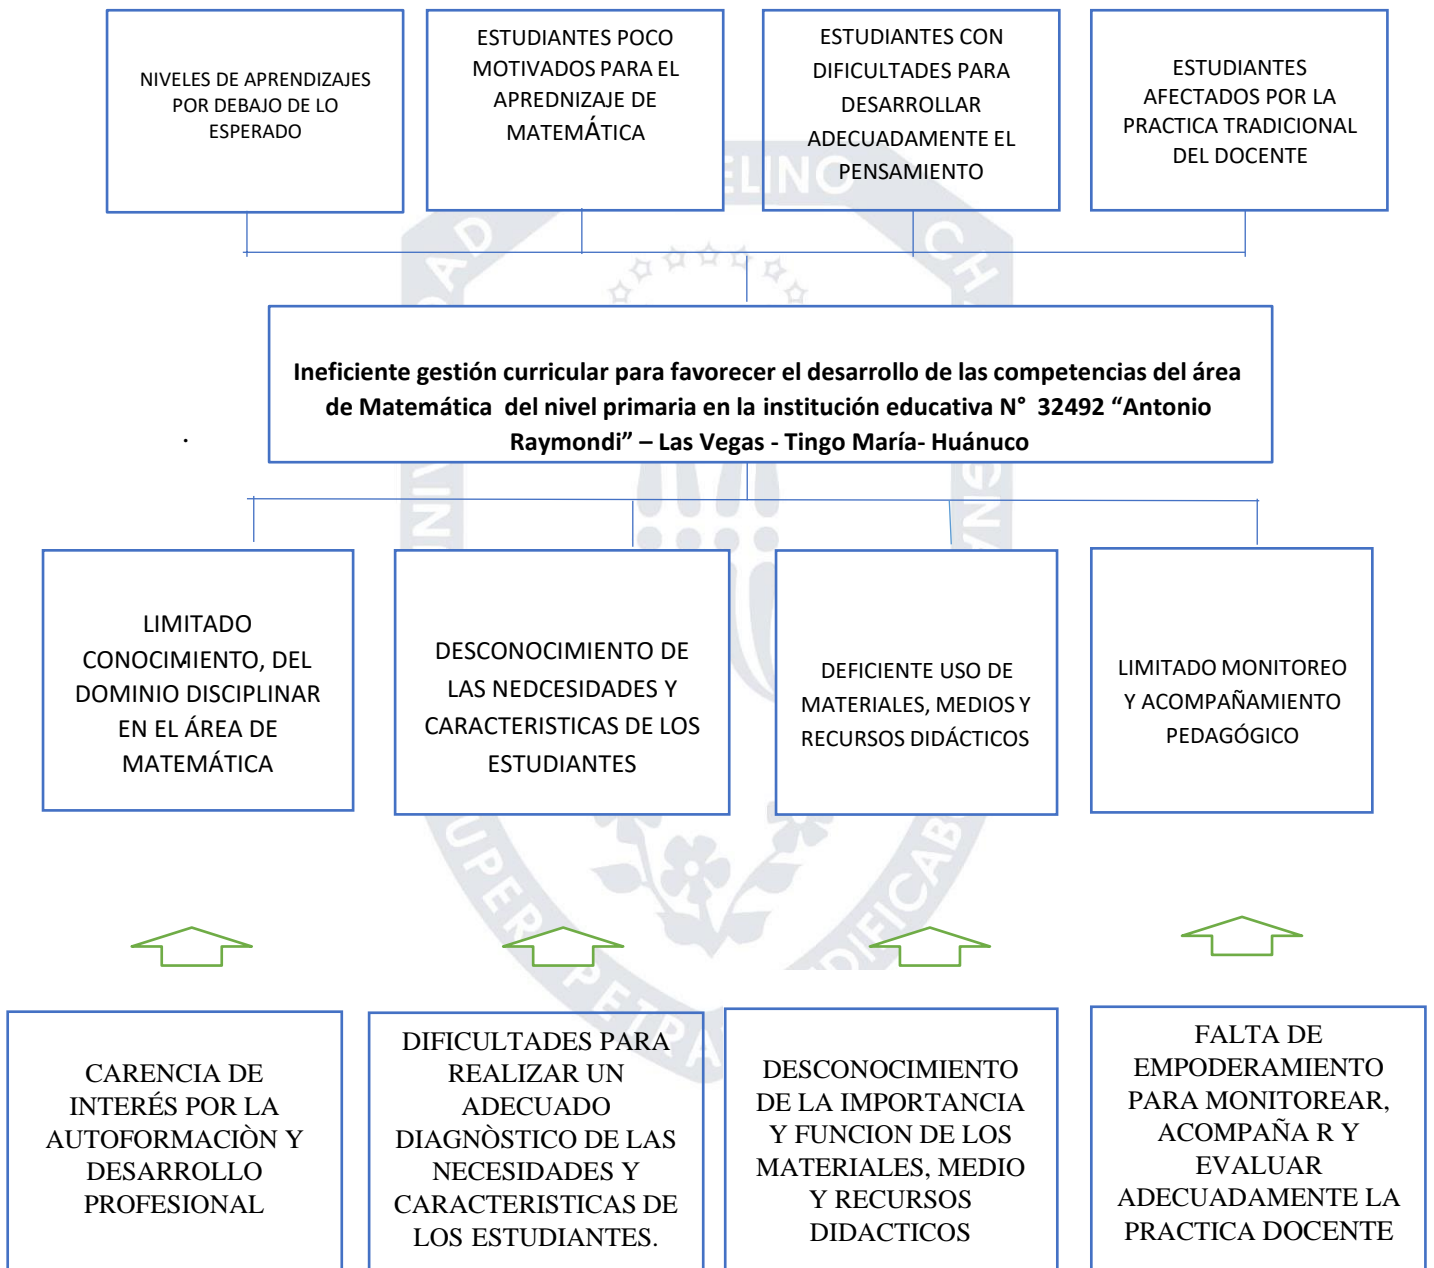 NIVELES DE APRENDIZAJES
POR DEBAJO DE LO
ESPERADO
ESTUDIANTES POCO
MOTIVADOS PARA EL
APREDNIZAJE DE
MATEMÁTICA
ESTUDIANTES CON
DIFICULTADES PARA
DESARROLLAR
ADECUADAMENTE EL
PENSAMIENTO
ESTUDIANTES
AFECTADOS POR LA
PRACTICA TRADICIONAL
DEL DOCENTE
Ineficiente gestión curricular para favorecer el desarrollo de las competencias del área
de Matemática del nivel primaria en la institución educativa N° 32492 “Antonio
Raymondi” – Las Vegas - Tingo María- Huánuco
.
LIMITADO
CONOCIMIENTO, DEL
DOMINIO DISCIPLINAR
EN EL ÁREA DE
MATEMÁTICA
DESCONOCIMIENTO DE
LAS NEDCESIDADES Y
CARACTERISTICAS DE LOS
ESTUDIANTES
DEFICIENTE USO DE
MATERIALES, MEDIOS Y
RECURSOS DIDÁCTICOS
LIMITADO MONITOREO
Y ACOMPAÑAMIENTO
PEDAGÓGICO
CARENCIA DE
INTERÉS POR LA
AUTOFORMACIÒN Y
DESARROLLO
PROFESIONAL
DIFICULTADES PARA
REALIZAR UN
ADECUADO
DIAGNÒSTICO DE LAS
NECESIDADES Y
CARACTERISTICAS DE
LOS ESTUDIANTES.
DESCONOCIMIENTO
DE LA IMPORTANCIA
Y FUNCION DE LOS
MATERIALES, MEDIO
Y RECURSOS
DIDACTICOS
FALTA DE
EMPODERAMIENTO
PARA MONITOREAR,
ACOMPAÑA R Y
EVALUAR
ADECUADAMENTE LA
PRACTICA DOCENTE